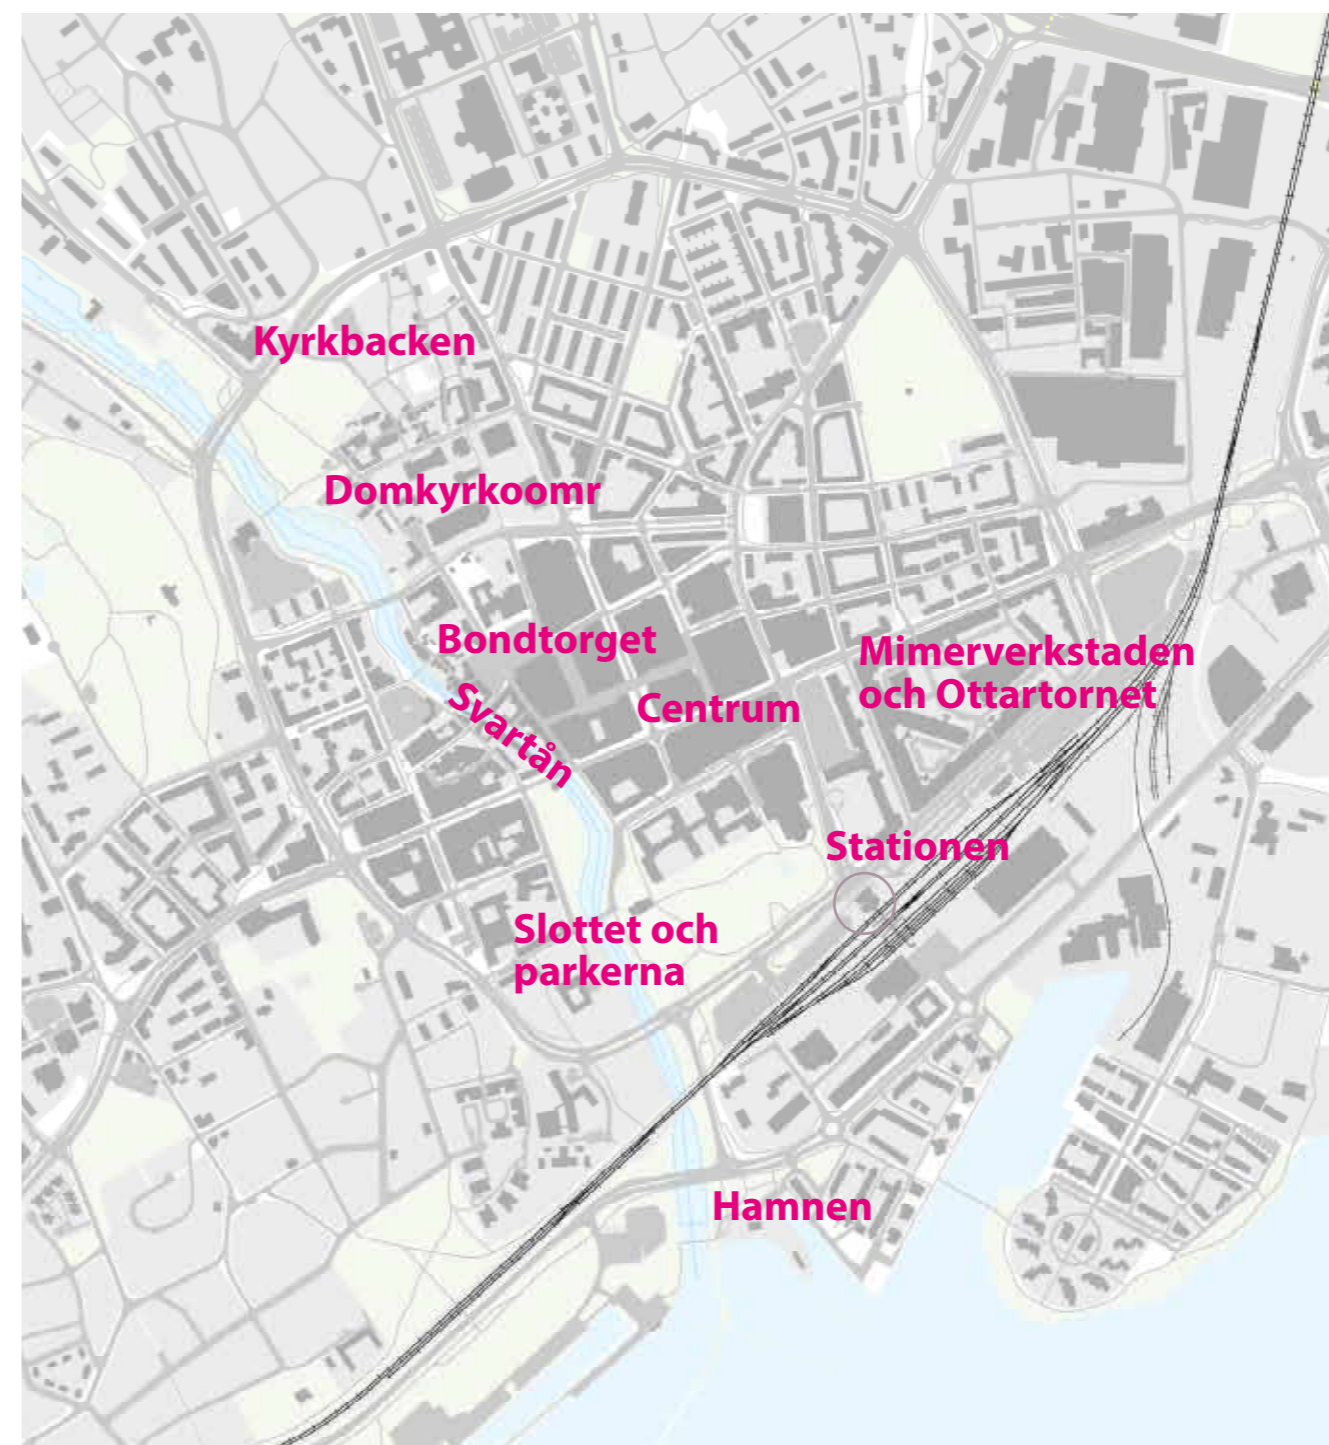 Kyrkbacken
Domkyrkoomr
Bondtorget
Mimerverkstaden
och Ottartornet
Svartån
Centrum
Stationen
Slottet och
parkerna
Hamnen